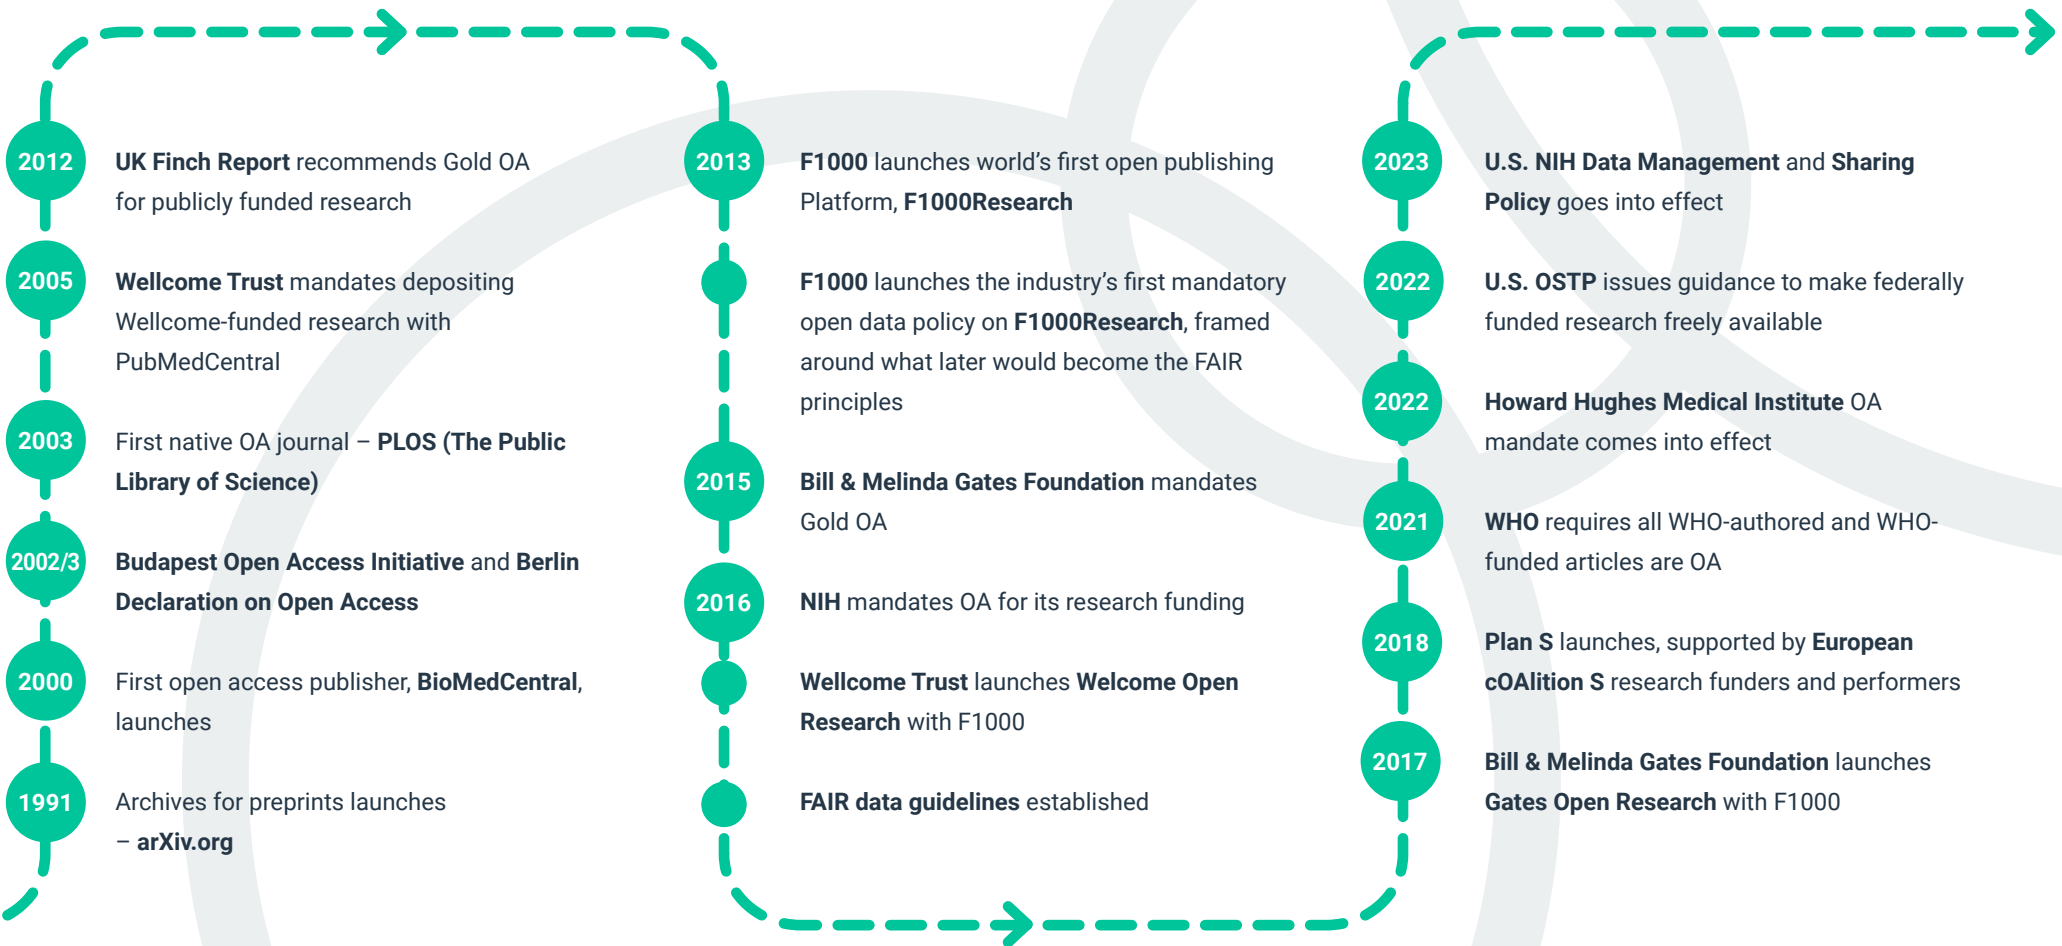 2012
UK Finch Report recommends Gold OA
for publicly funded research
2005
Wellcome Trust mandates depositing
Wellcome-funded research with
PubMedCentral
2003
First native OA journal – PLOS (The Public
Library of Science)
2002/3
Budapest Open Access Initiative and Berlin
Declaration on Open Access
2000
First open access publisher, BioMedCentral,
launches
1991
Archives for preprints launches
– arXiv.org
2013
F1000 launches world’s first open publishing
Platform, F1000Research
F1000 launches the industry’s first mandatory
open data policy on F1000Research, framed
around what later would become the FAIR
principles
2015
Bill & Melinda Gates Foundation mandates
Gold OA
2016
NIH mandates OA for its research funding
Wellcome Trust launches Welcome Open
Research with F1000
FAIR data guidelines established
2023
U.S. NIH Data Management and Sharing
Policy goes into effect
2022
U.S. OSTP issues guidance to make federally
funded research freely available
2022
Howard Hughes Medical Institute OA
mandate comes into effect
2021
WHO requires all WHO-authored and WHO-
funded articles are OA
2018
Plan S launches, supported by European
cOAlition S research funders and performers
2017
Bill & Melinda Gates Foundation launches
Gates Open Research with F1000